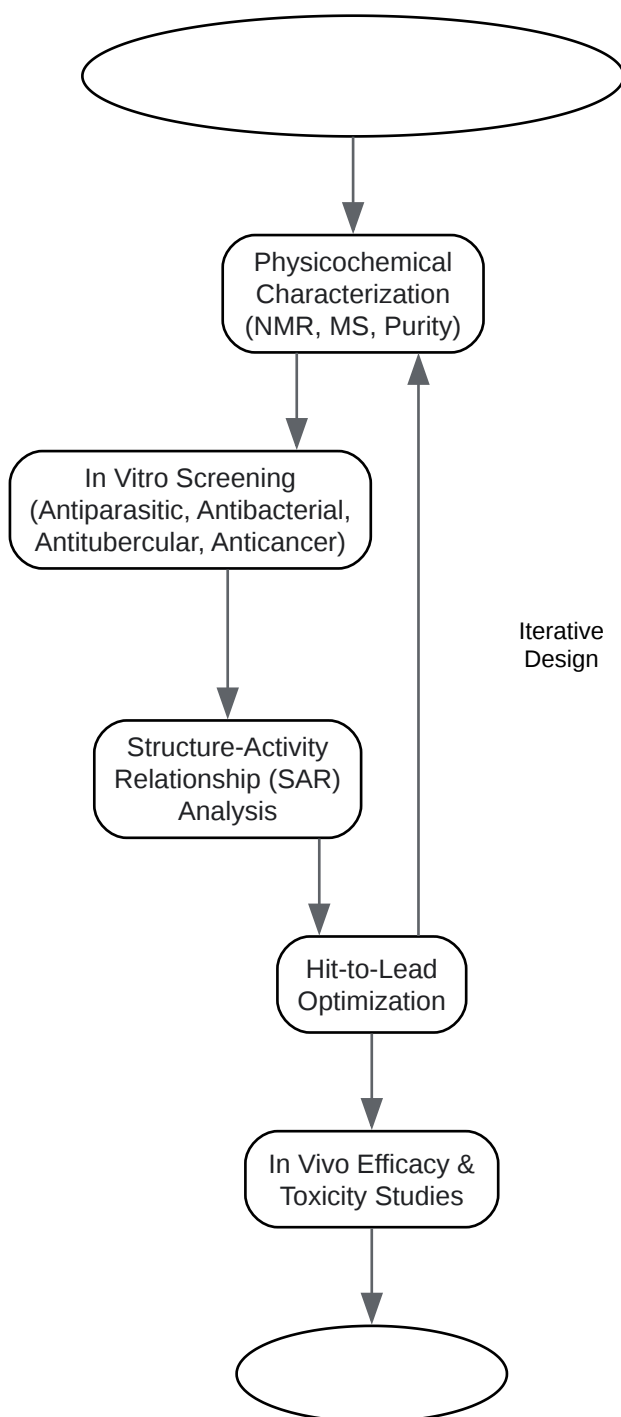 Physicochemical
Characterization
(NMR, MS, Purity)
In Vitro Screening
(Antiparasitic, Antibacterial,
Antitubercular, Anticancer)
Iterative
Design
Structure-Activity
Relationship (SAR)
Analysis
Hit-to-Lead
Optimization
In Vivo Efficacy &
Toxicity Studies